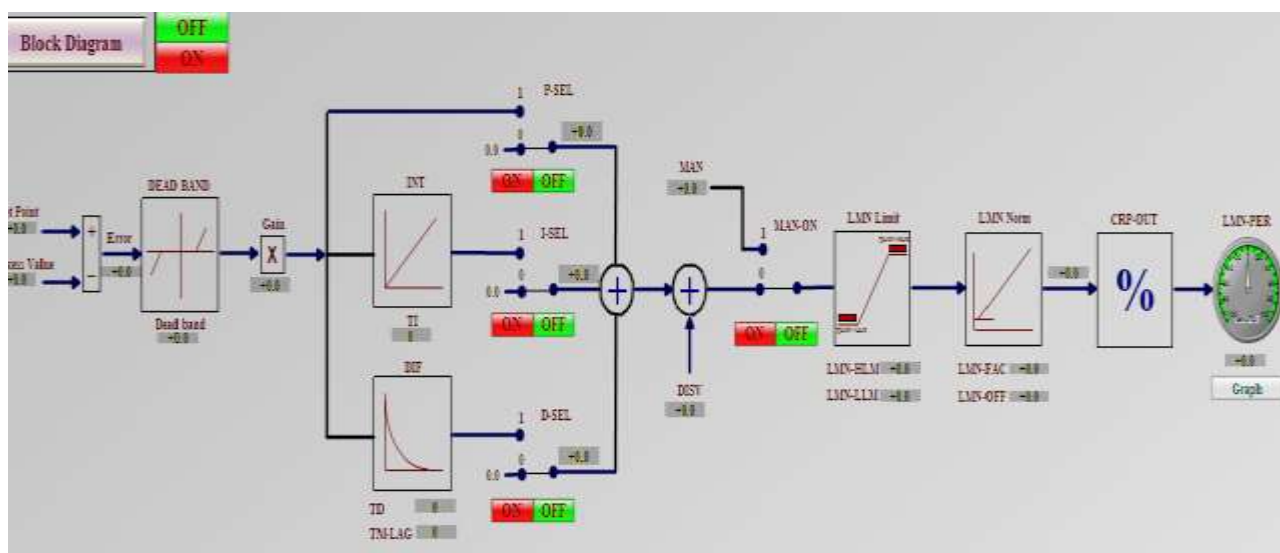 OFF
Block Diagram
ON
1 P-SEL
0 +0.0
0.0
ON OFF
DEAD BAND
INT
MAN
+0.0
t Point
+0.0
+
Error
Gain
1 I-SEL
1 MAN-ON
LMN Limit
LMN Norm
CRP-OUT
LMN-PER
cess Value
+0.0
−
+0.0
X
+0.0
0 +0.0
0.0
+
+
0
+0.0
%
Dead band
+0.0
TI
0
ON OFF
ON OFF
DIF
DISV
+0.0
LMN-HLM +0.0
LMN-LLM +0.0
LMN-FAC +0.0
LMN-OFF +0.0
+0.0
Graph
1 D-SEL
0 +0.0
0.0
TD 0
TM-LAG 0
ON OFF